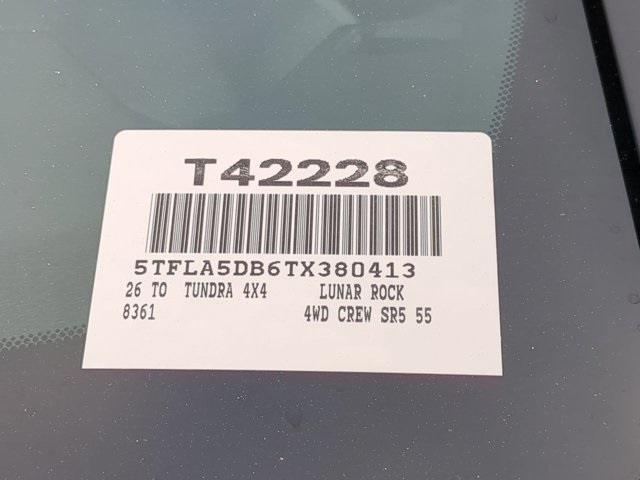 T42228
5TFLA5DB6TX380413
26 TO TUNDRA 4X4 LUNAR ROCK
8361 4WD CREW SR5 55